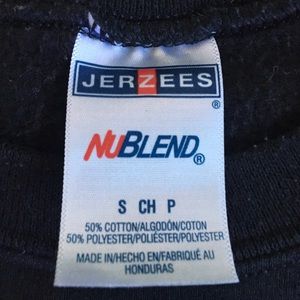 JERZEES
®
NUBLEND®
S CH P
50% COTTON/ALGODÓN/COTON
50% POLYESTER/POLIÉSTER/POLYESTER
MADE IN/HECHO EN/FABRIQUÉ AU
HONDURAS